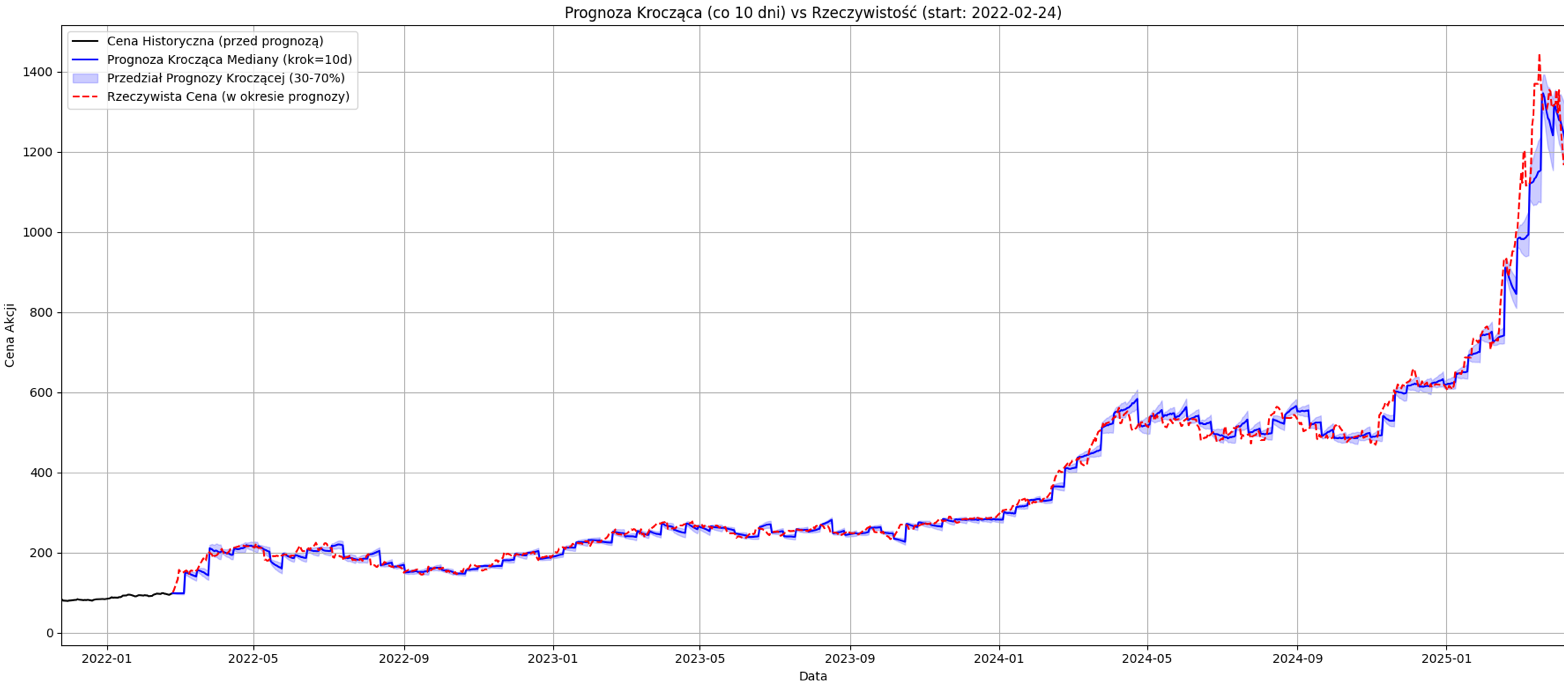 Prognoza Krocząca (co 10 dni) vs Rzeczywistość (start: 2022-02-24)
Cena Historyczna (przed prognozą)
Prognoza Krocząca Mediany (krok=10d)
Przedział Prognozy Kroczącej (30-70%)
Rzeczywista Cena (w okresie prognozy)
Cena Akcji
1400
1200
1000
800
600
400
200
0
2022-01 2022-05 2022-09 2023-01 2023-05 2023-09 2024-01 2024-05 2024-09 2025-01
Data